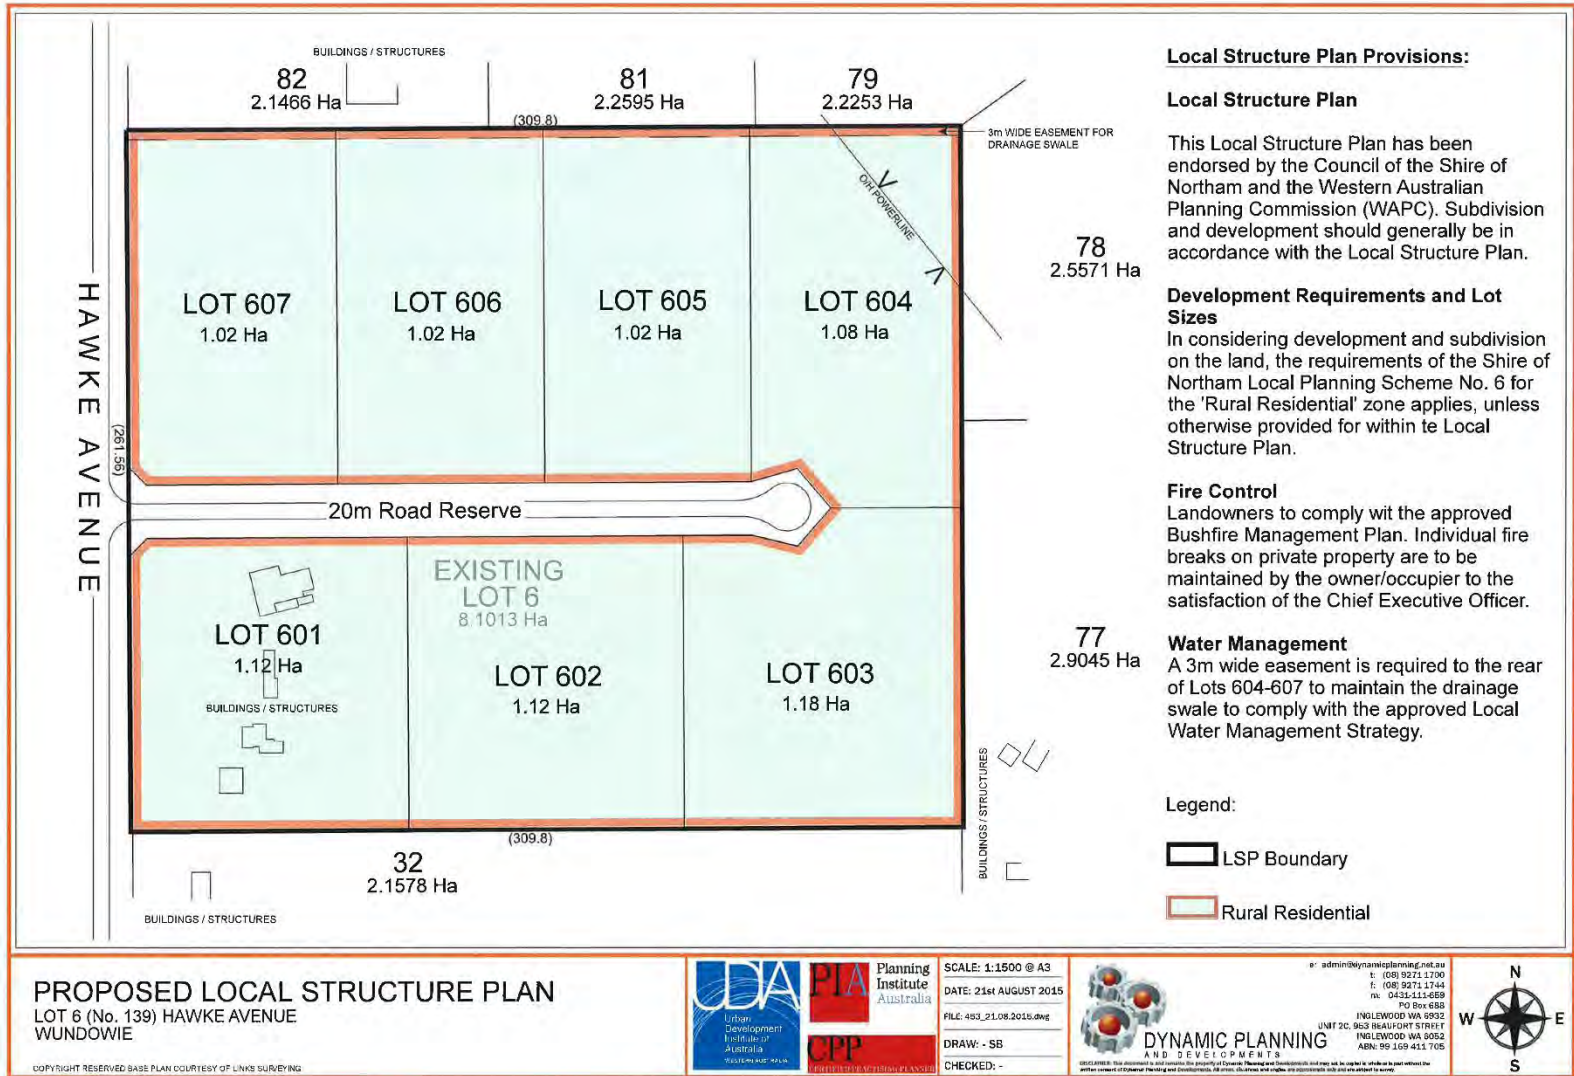 BUILDINGS / STRUCTURES
82
2.1466 Ha
81
2.2595 Ha
79
2.2253 Ha
(309.8)
3m WIDE EASEMENT FOR
DRAINAGE SWALE
O/H POWERLINE
78
2.5571 Ha
HAWKE AVENUE
(261.56)
LOT 607
1.02 Ha
LOT 606
1.02 Ha
LOT 605
1.02 Ha
LOT 604
1.08 Ha
20m Road Reserve
EXISTING
LOT 6
8.1013 Ha
LOT 601
1.12 Ha
BUILDINGS / STRUCTURES
LOT 602
1.12 Ha
LOT 603
1.18 Ha
77
2.9045 Ha
BUILDINGS / STRUCTURES
(309.8)
32
2.1578 Ha
BUILDINGS / STRUCTURES
Local Structure Plan Provisions:
Local Structure Plan
This Local Structure Plan has been
endorsed by the Council of the Shire of
Northam and the Western Australian
Planning Commission (WAPC). Subdivision
and development should generally be in
accordance with the Local Structure Plan.
Development Requirements and Lot
Sizes
In considering development and subdivision
on the land, the requirements of the Shire of
Northam Local Planning Scheme No. 6 for
the 'Rural Residential' zone applies, unless
otherwise provided for within te Local
Structure Plan.
Fire Control
Landowners to comply wit the approved
Bushfire Management Plan. Individual fire
breaks on private property are to be
maintained by the owner/occupier to the
satisfaction of the Chief Executive Officer.
Water Management
A 3m wide easement is required to the rear
of Lots 604-607 to maintain the drainage
swale to comply with the approved Local
Water Management Strategy.
Legend:
LSP Boundary
Rural Residential
PROPOSED LOCAL STRUCTURE PLAN
LOT 6 (No. 139) HAWKE AVENUE
WUNDOWIE
COPYRIGHT RESERVED BASE PLAN COURTESY OF LINKS SURVEYING
UDIA
Urban
Development
Institute of
Australia
WESTERN AUSTRALIA
PIA
Planning
Institute
Australia
CPP
CERTIFIED PRACTISING PLANNER
SCALE: 1:1500 @ A3
DATE: 21st AUGUST 2015
FILE: 453_21.08.2015.dwg
DRAW: - SB
CHECKED: -
DYNAMIC PLANNING
AND DEVELOPMENTS
e: admin@dynamicplanning.net.au
t: (08) 9271 1700
f: (08) 9271 1744
m: 0431-111-659
PO Box 688
INGLEWOOD WA 6932
UNIT 2C, 953 BEAUFORT STREET
INGLEWOOD WA 6052
ABN: 99 169 411 705
N
W
E
S